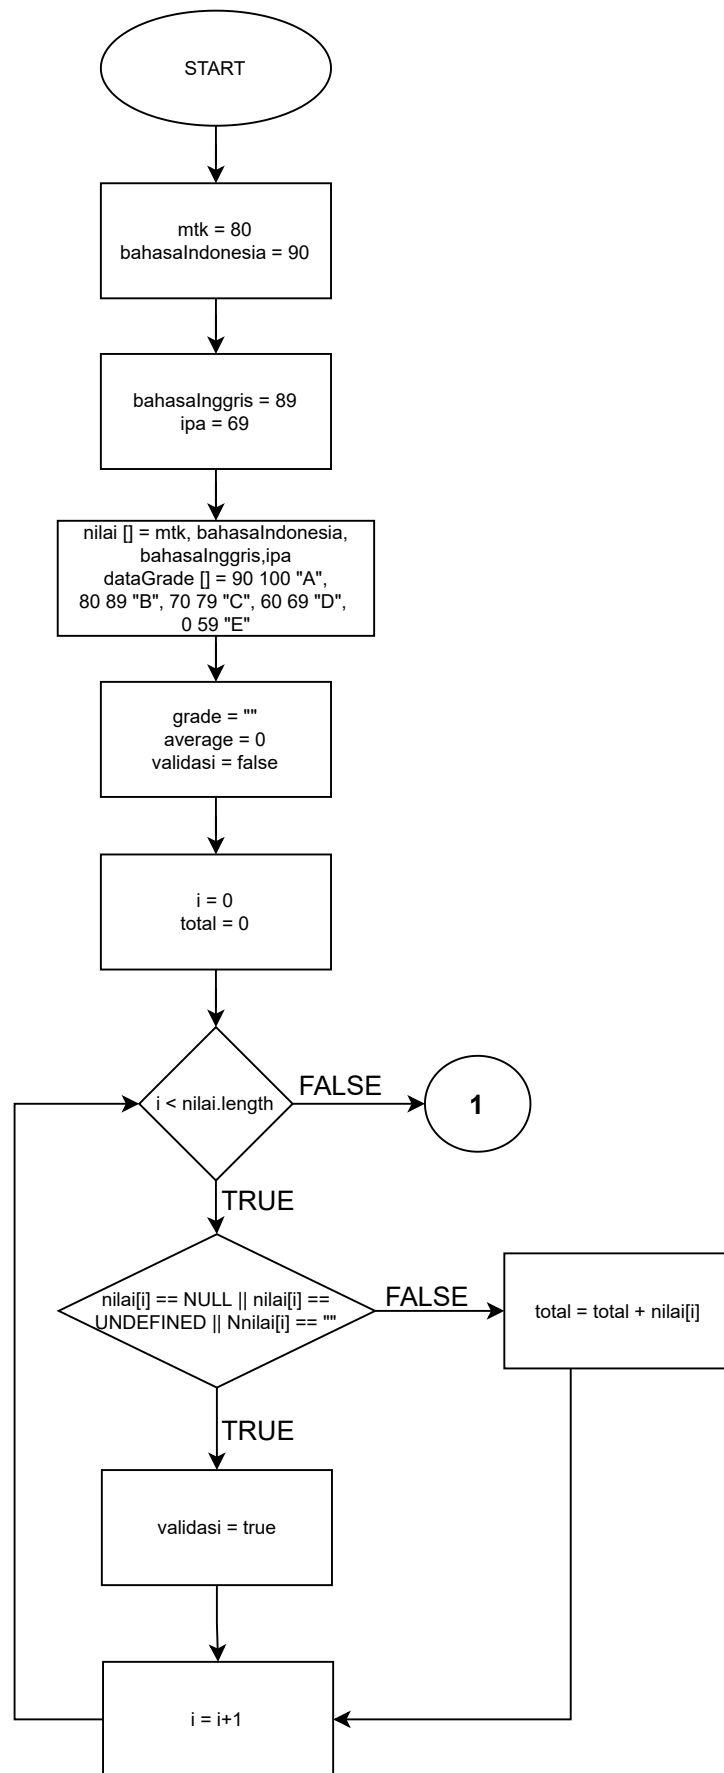 START
mtk = 80
bahasaIndonesia = 90
bahasaInggris = 89
ipa = 69
nilai [] = mtk, bahasaIndonesia,
bahasaInggris,ipa
dataGrade [] = 90 100 "A",
80 89 "B", 70 79 "C", 60 69 "D",
0 59 "E"
grade = ""
average = 0
validasi = false
i = 0
total = 0
i < nilai.length
FALSE
1
TRUE
nilai[i] == NULL || nilai[i] ==
UNDEFINED || Nnilai[i] == ""
FALSE
total = total + nilai[i]
TRUE
validasi = true
i = i+1